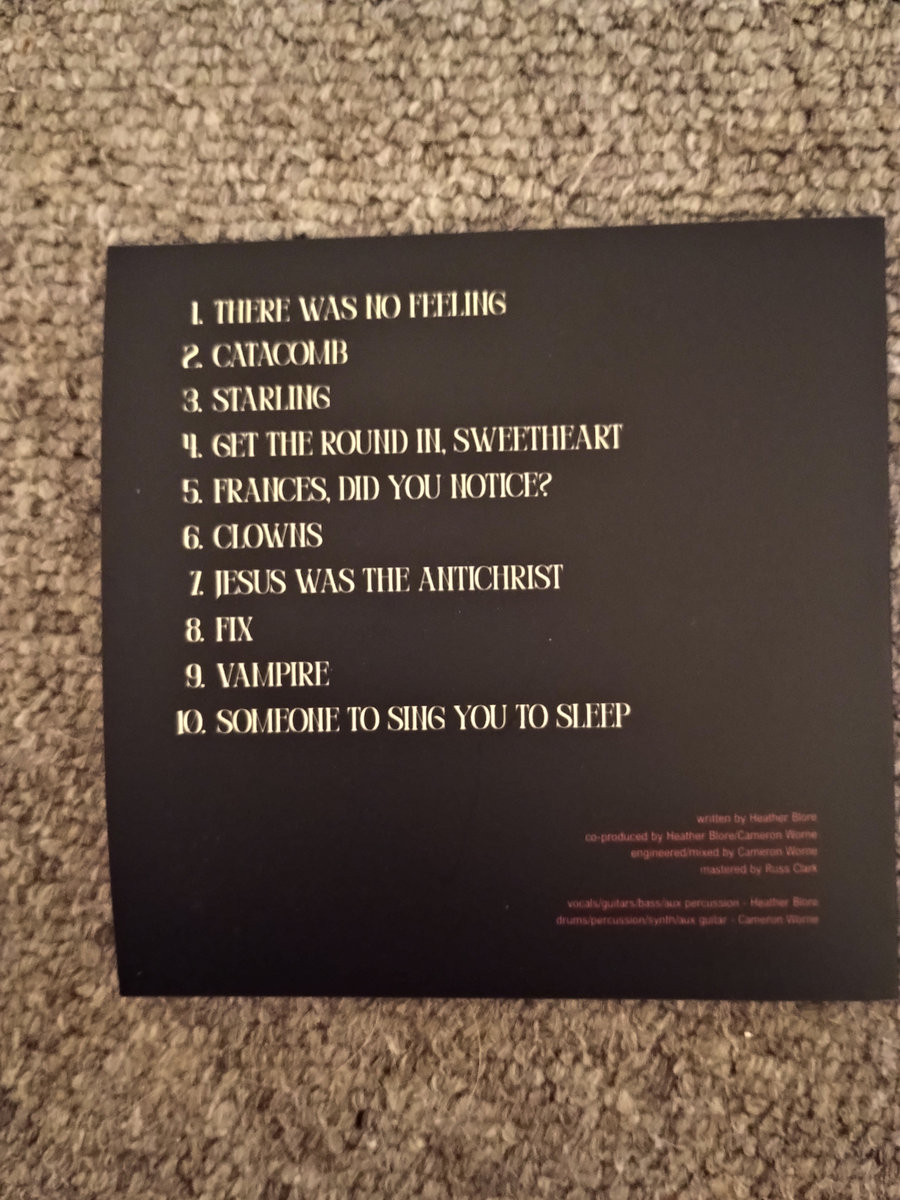 1. THERE WAS NO FEELING
2. CATACOMB
3. STARLING
4. GET THE ROUND IN, SWEETHEART
5. FRANCES, DID YOU NOTICE?
6. CLOWNS
7. JESUS WAS THE ANTICHRIST
8. FIX
9. VAMPIRE
10. SOMEONE TO SING YOU TO SLEEP
written by Heather Blore
co-produced by Heather Blore/Cameron Worne
engineered/mixed by Cameron Worne
mastered by Russ Clark
vocals/guitars/bass/aux percussion - Heather Blore
drums/percussion/synth/aux guitar - Cameron Worne